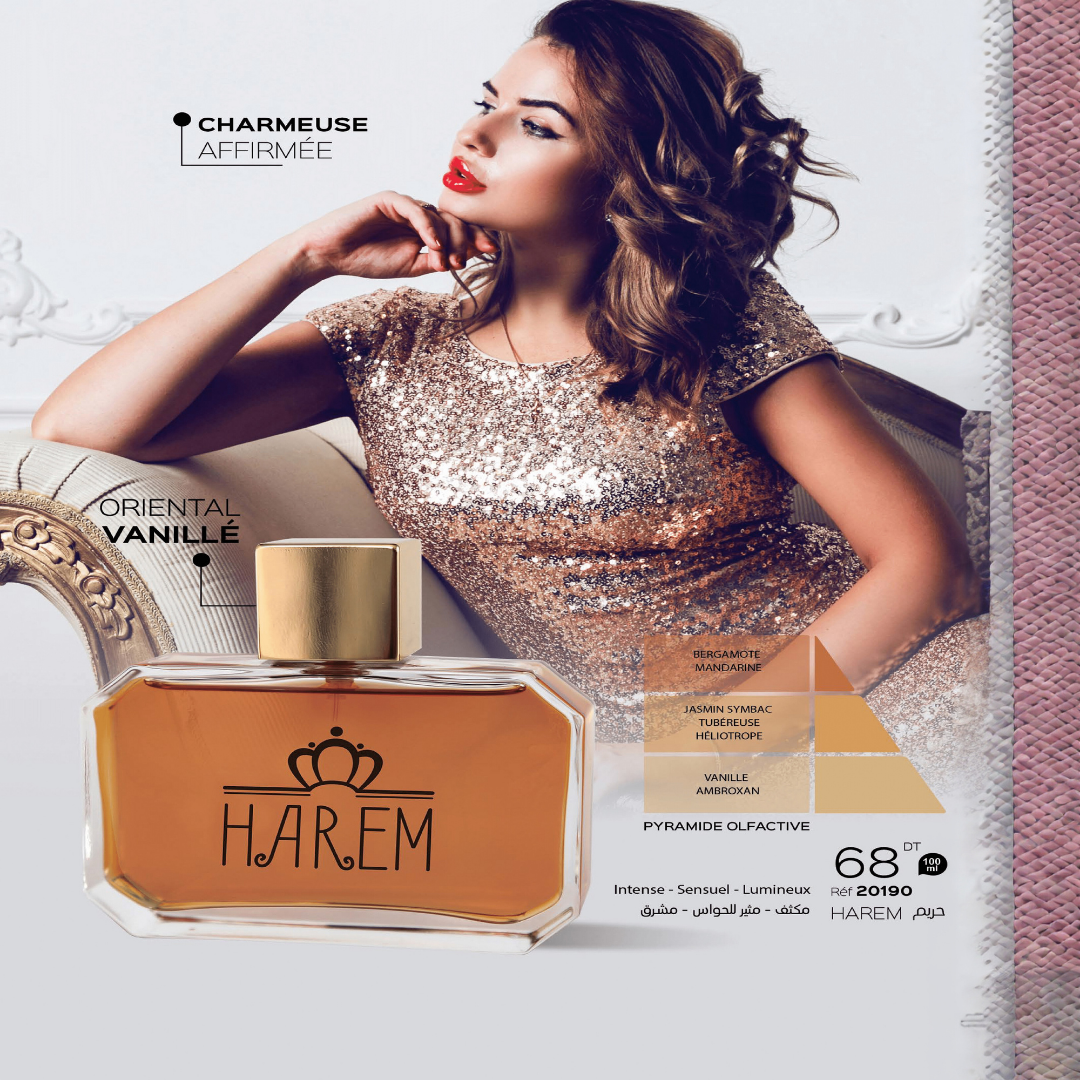 CHARMEUSE
AFFIRMÉE
ORIENTAL
VANILLÉ
HAREM
BERGAMOTE
MANDARINE
JASMIN SYMBAC
TUBÉREUSE
HÉLIOTROPE
VANILLE
AMBROXAN
PYRAMIDE OLFACTIVE
68 DT
100
ml
Intense - Sensuel - Lumineux
Réf 20190
مكثف - مثير للحواس - مشرق
HAREM حريم